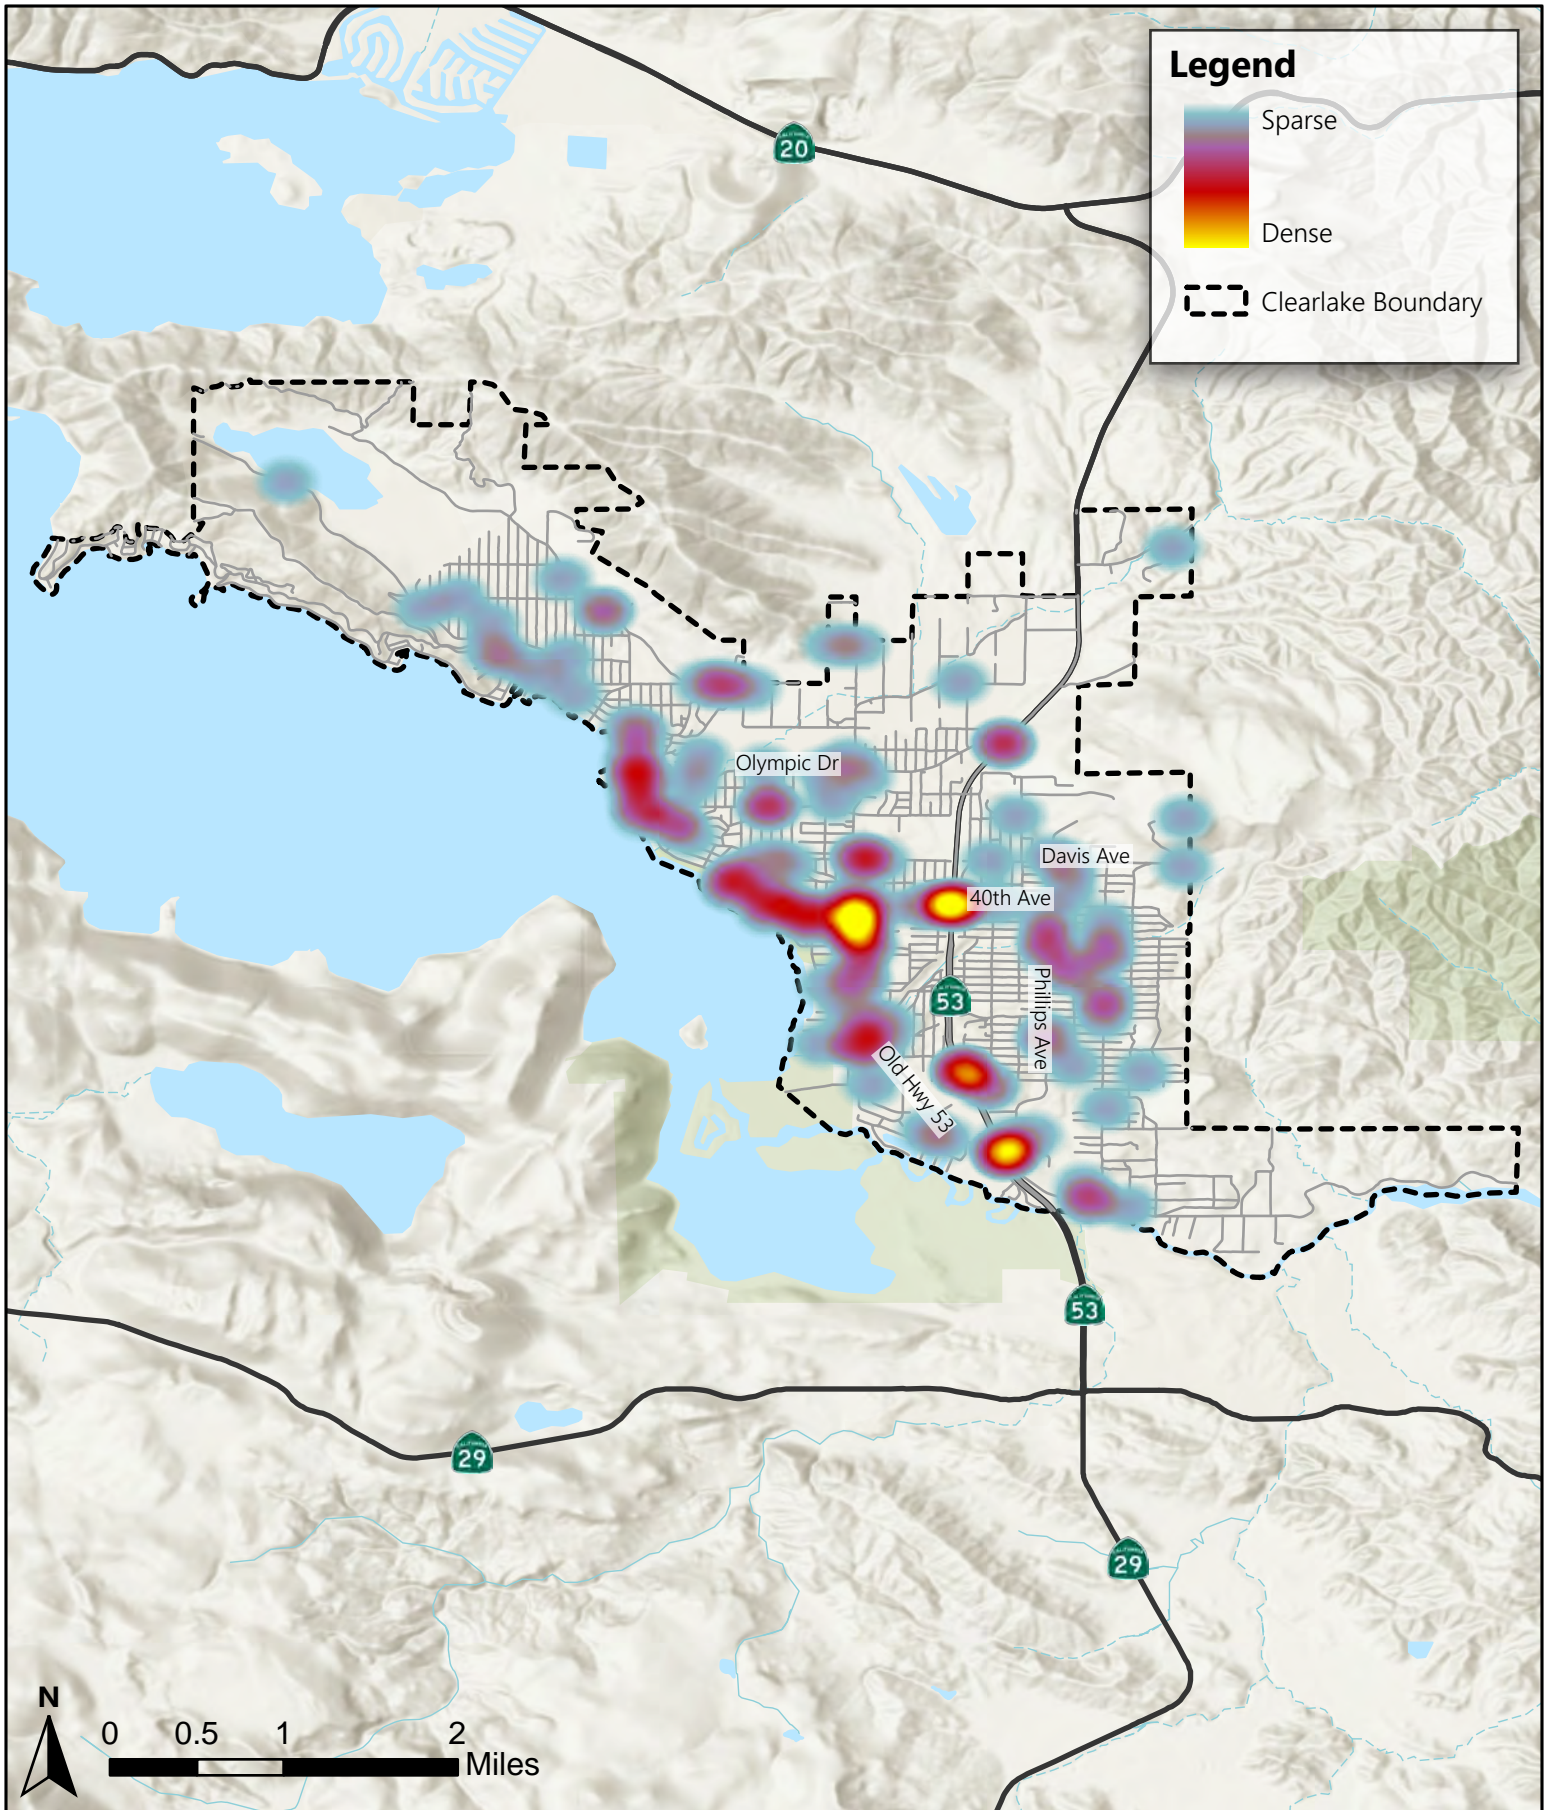 Legend
Sparse
Dense
Clearlake Boundary
20
Olympic Dr
Davis Ave
40th Ave
Phillips Ave
53
Old Hwy 53
53
29
29
N
0 0.5 1 2
Miles